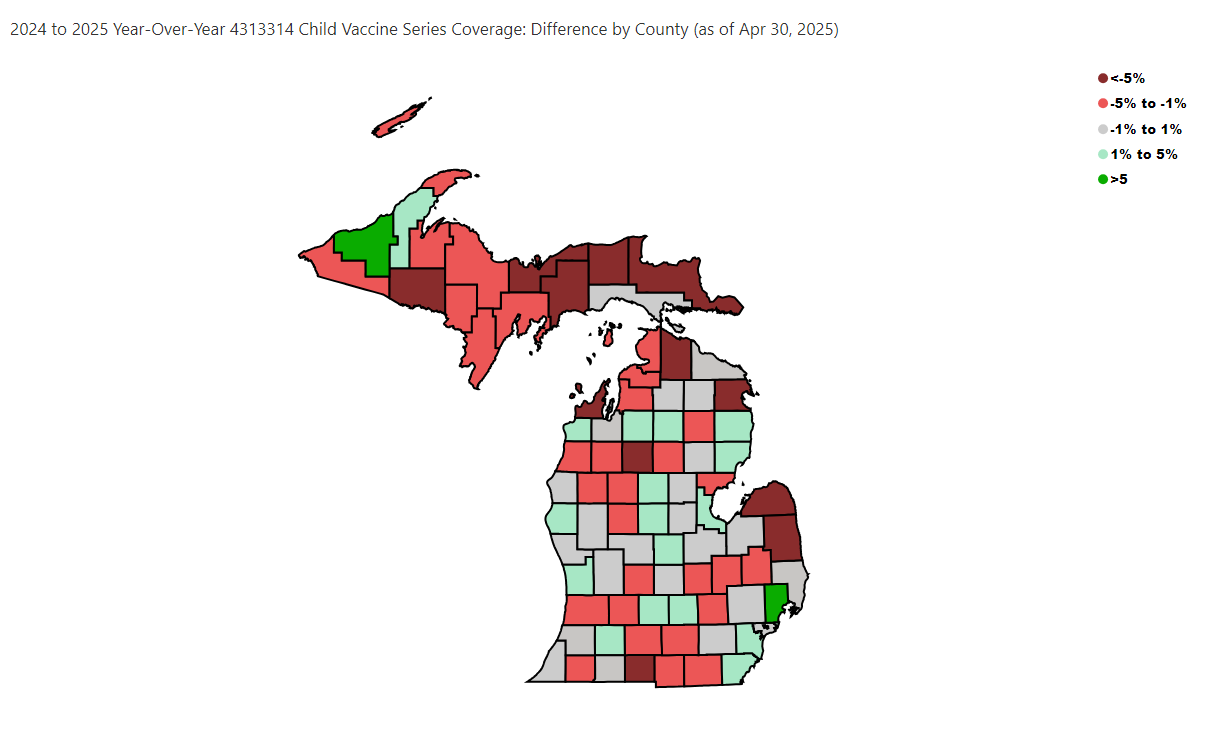 2024 to 2025 Year-Over-Year 4313314 Child Vaccine Series Coverage: Difference by County (as of Apr 30, 2025)
<-5%
-5% to -1%
-1% to 1%
1% to 5%
>5